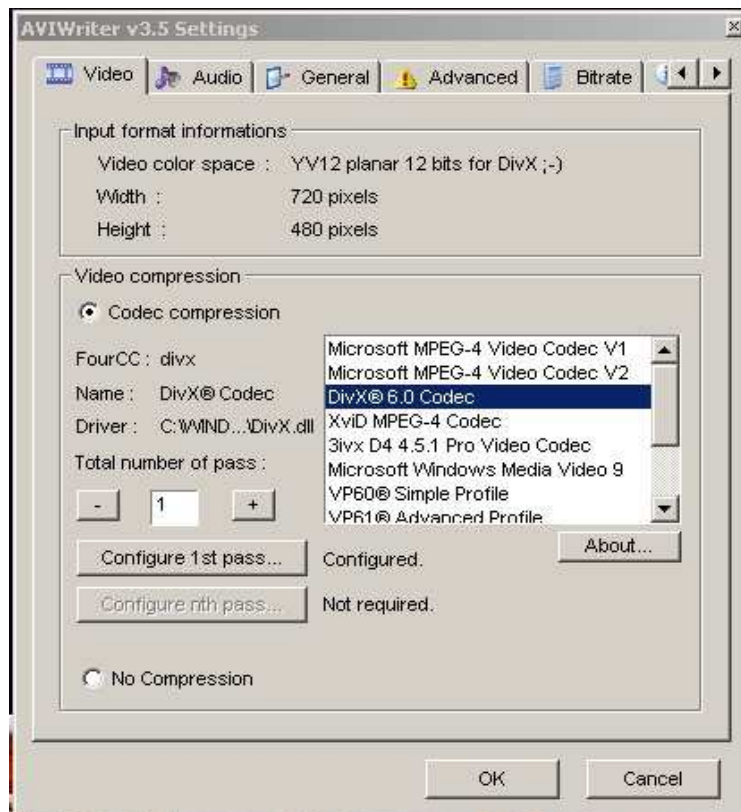 AVIWriter v3.5 Settings
Video Audio General Advanced Bitrate
Input format informations
Video color space : YV12 planar 12 bits for DivX ;-)
Width : 720 pixels
Height : 480 pixels
Video compression
Codec compression
FourCC : divx
Name : DivX® Codec
Driver : C:\WIND...\DivX.dll
Total number of pass :
- 1 +
Microsoft MPEG-4 Video Codec V1
Microsoft MPEG-4 Video Codec V2
DivX® 6.0 Codec
XviD MPEG-4 Codec
3ivx D4 4.5.1 Pro Video Codec
Microsoft Windows Media Video 9
VP60® Simple Profile
VP61® Advanced Profile
About...
Configure 1st pass... Configured.
Configure nth pass... Not required.
No Compression
OK Cancel